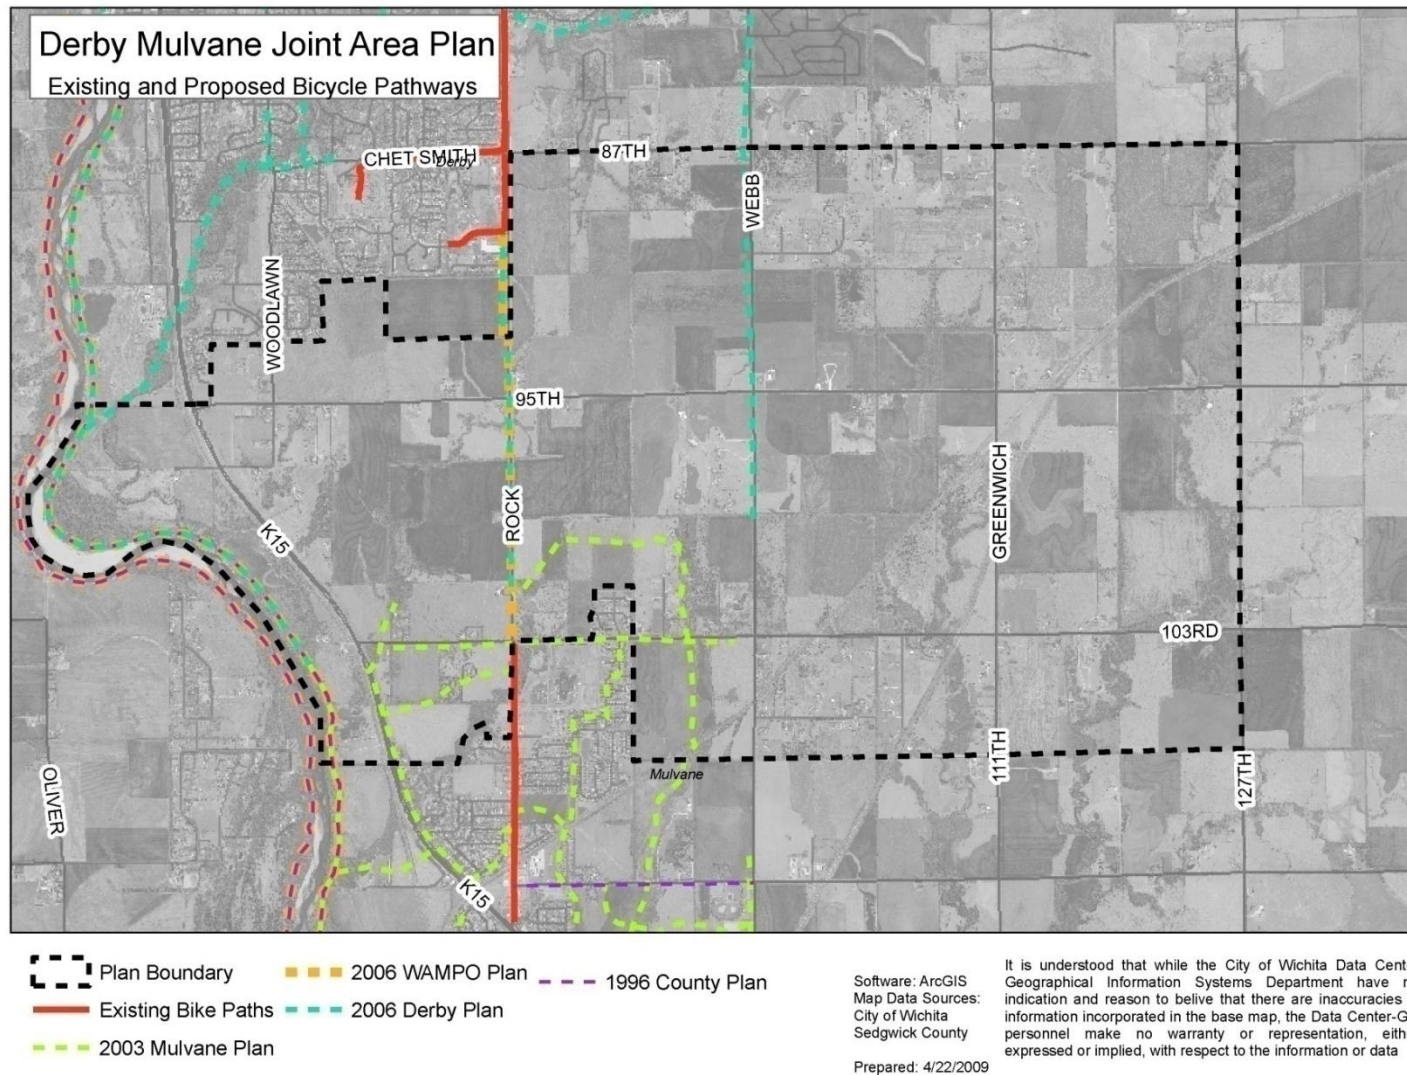 Derby Mulvane Joint Area Plan
Existing and Proposed Bicycle Pathways
CHET SMITH
Derby
87TH
WEBB
WOODLAWN
95TH
ROCK
GREENWICH
K15
103RD
OLIVER
Mulvane
111TH
127TH
K15
Plan Boundary
Existing Bike Paths
2003 Mulvane Plan
2006 WAMPO Plan
2006 Derby Plan
1996 County Plan
Software: ArcGIS
Map Data Sources:
City of Wichita
Sedgwick County
Prepared: 4/22/2009
It is understood that while the City of Wichita Data Cent
Geographical Information Systems Department have n
indication and reason to belive that there are inaccuracies
information incorporated in the base map, the Data Center-G
personnel make no warranty or representation, eith
expressed or implied, with respect to the information or data